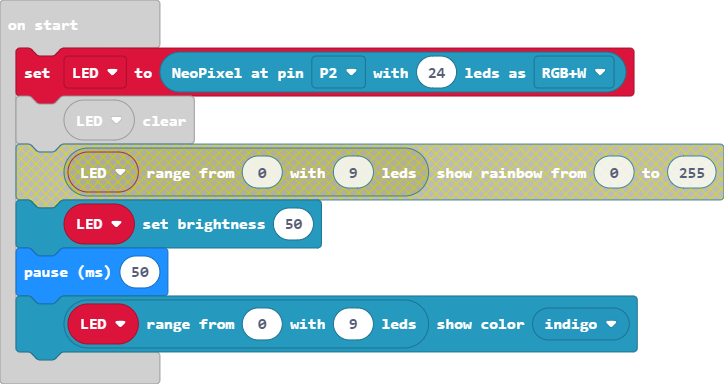 on start
set LED to NeoPixel at pin P2 with 24 leds as RGB+W
LED clear
LED range from 0 with 9 leds show rainbow from 0 to 255
LED set brightness 50
pause (ms) 50
LED range from 0 with 9 leds show color indigo